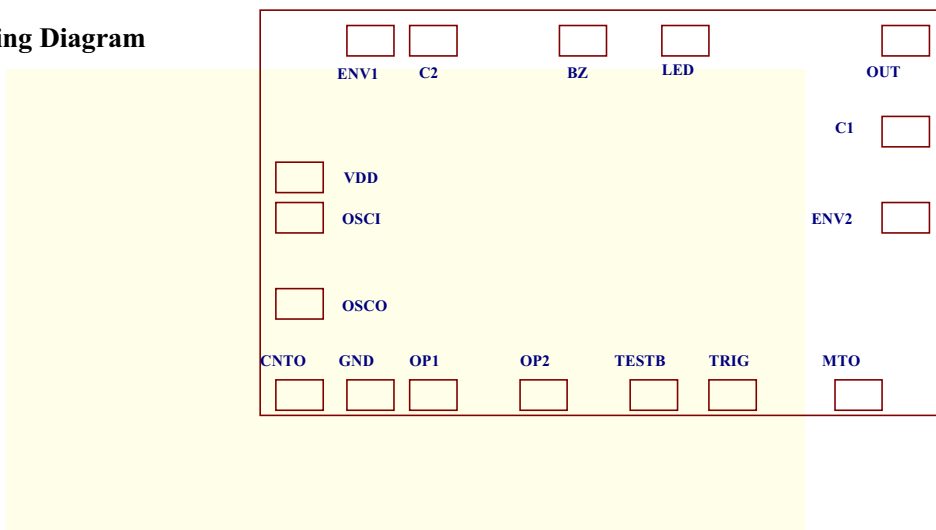 ing Diagram
ENV1 C2 BZ LED OUT
C1
VDD
OSCI ENV2
OSCO
CNTO GND OP1 OP2 TESTB TRIG MTO